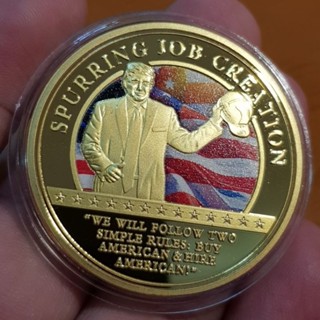 SPURRING JOB CREATION
"WE WILL FOLLOW TWO
SIMPLE RULES: BUY
AMERICAN & HIRE
AMERICAN!"